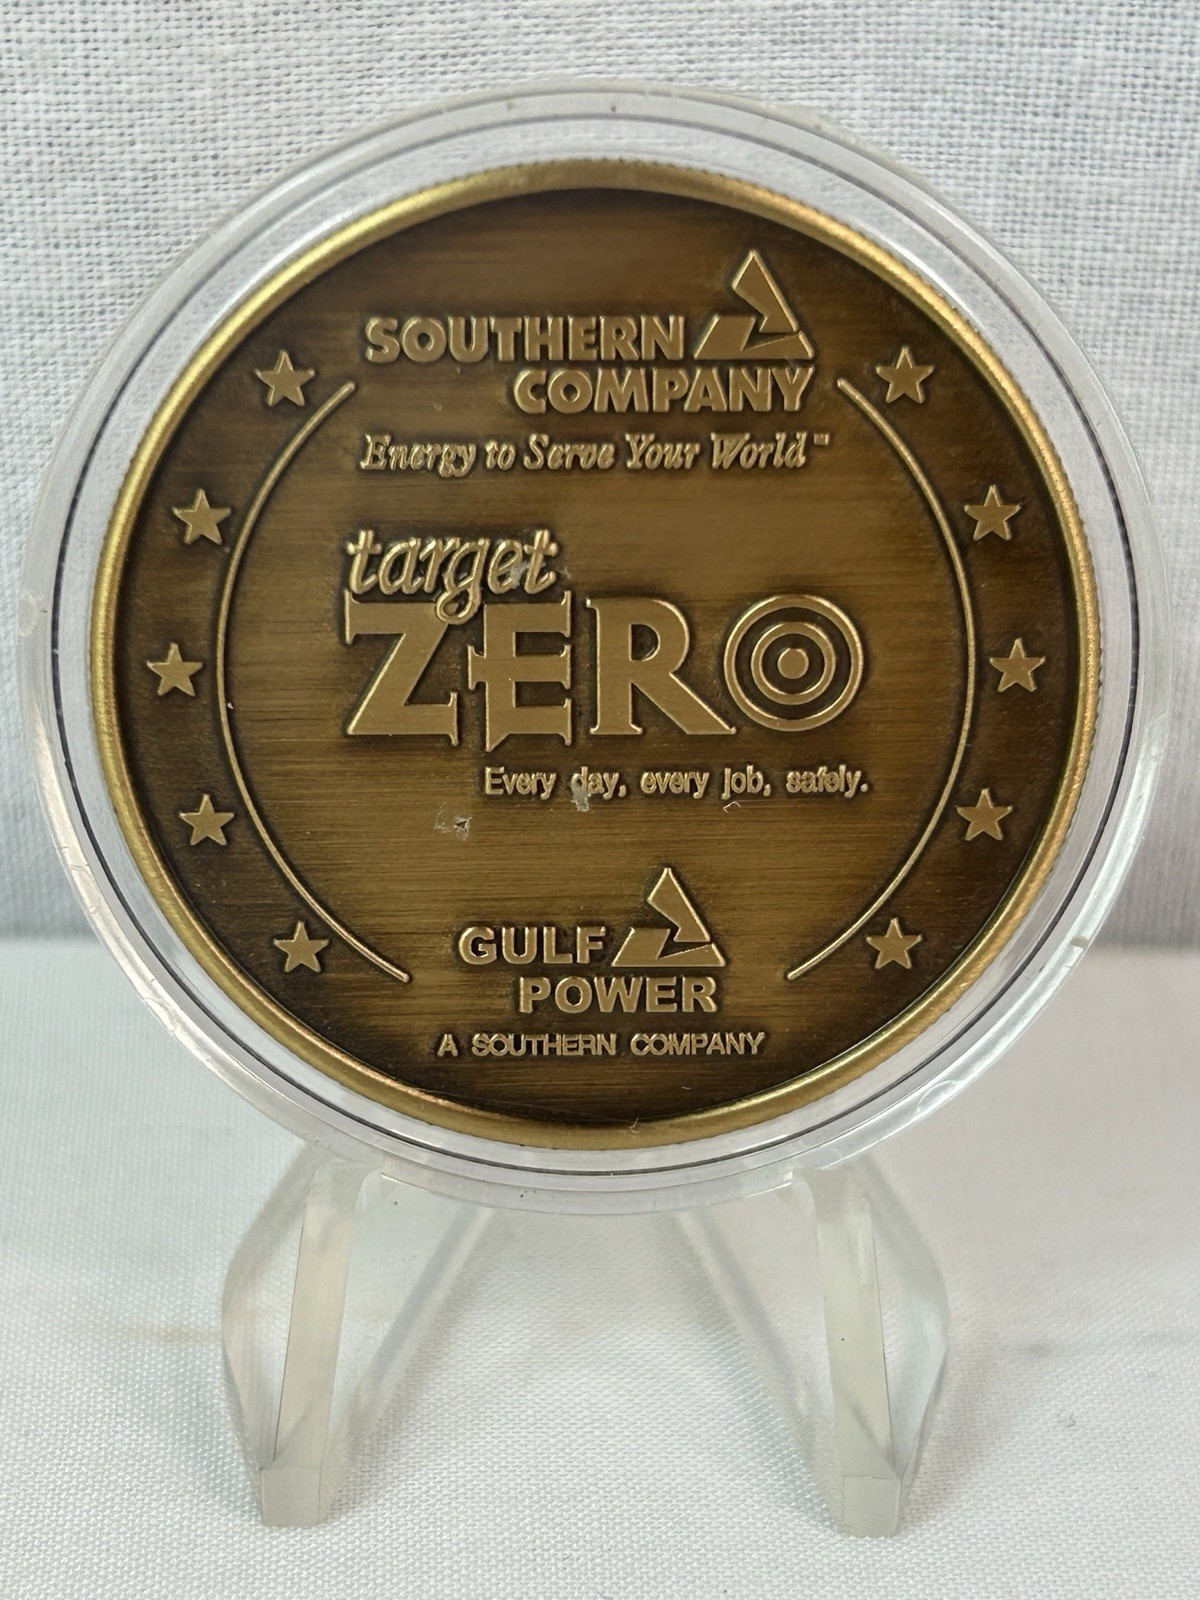 SOUTHERN
COMPANY
Energy to Serve Your World™
target
ZERO
Every day, every job, safely.
GULF
POWER
A SOUTHERN COMPANY